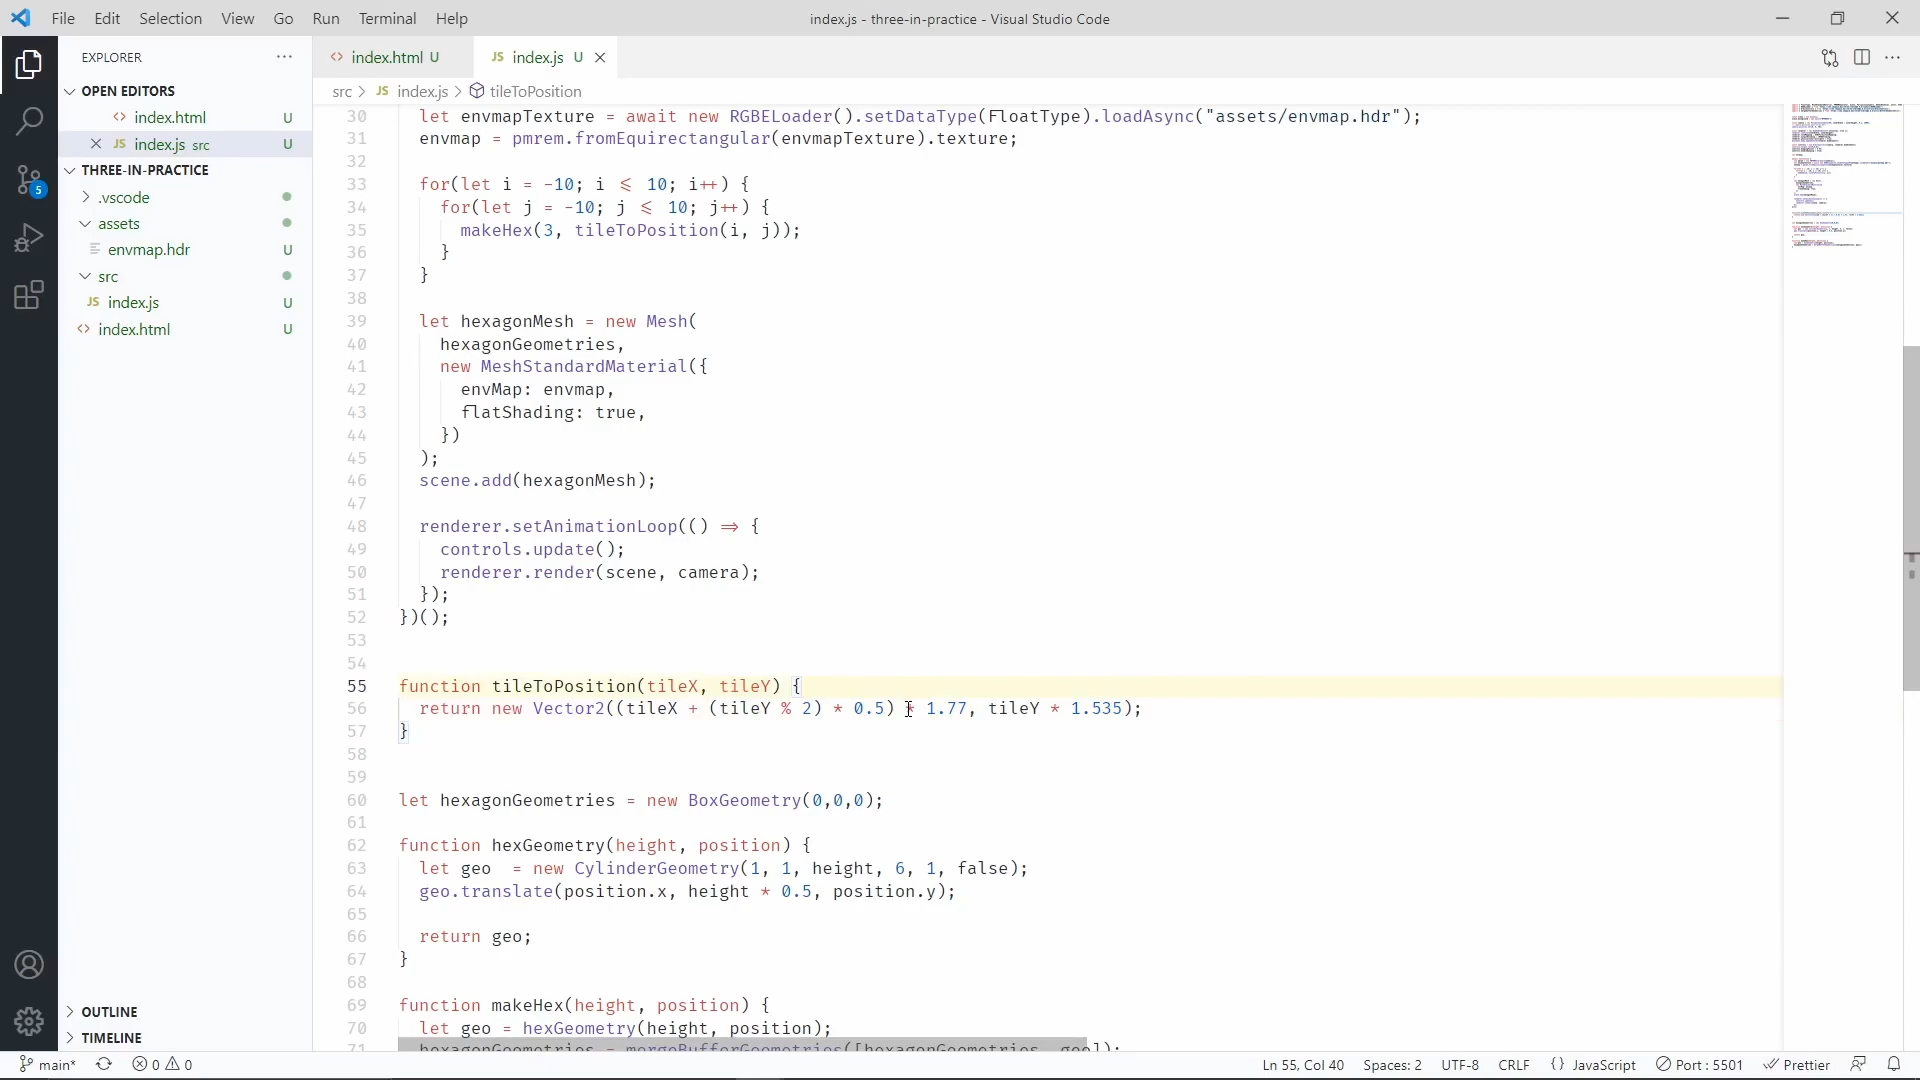 File Edit Selection View Go Run Terminal Help
index.js - three-in-practice - Visual Studio Code
EXPLORER
OPEN EDITORS
<> index.html U
JS index.js src U
THREE-IN-PRACTICE
.vscode
assets
envmap.hdr U
src
JS index.js U
<> index.html U
OUTLINE
TIMELINE
5
<> index.html U
JS index.js U
src > JS index.js > tileToPosition
30 let envmapTexture = await new RGBELoader().setDataType(FloatType).loadAsync("assets/envmap.hdr");
31 envmap = pmrem.fromEquirectangular(envmapTexture).texture;
32
33 for(let i = -10; i <= 10; i++) {
34 for(let j = -10; j <= 10; j++) {
35 makeHex(3, tileToPosition(i, j));
36 }
37 }
38
39 let hexagonMesh = new Mesh(
40 hexagonGeometries,
41 new MeshStandardMaterial({
42 envMap: envmap,
43 flatShading: true,
44 })
45 );
46 scene.add(hexagonMesh);
47
48 renderer.setAnimationLoop(() => {
49 controls.update();
50 renderer.render(scene, camera);
51 });
52 })();
53
54
55 function tileToPosition(tileX, tileY) {
56 return new Vector2((tileX + (tileY % 2) * 0.5) * 1.77, tileY * 1.535);
57 }
58
59
60 let hexagonGeometries = new BoxGeometry(0,0,0);
61
62 function hexGeometry(height, position) {
63 let geo = new CylinderGeometry(1, 1, height, 6, 1, false);
64 geo.translate(position.x, height * 0.5, position.y);
65
66 return geo;
67 }
68
69 function makeHex(height, position) {
70 let geo = hexGeometry(height, position);
71 hexagonGeometries = mergeBufferGeometries([hexagonGeometries, geo]);
main* 0 0
Ln 55, Col 40 Spaces: 2 UTF-8 CRLF {} JavaScript Port : 5501 Prettier